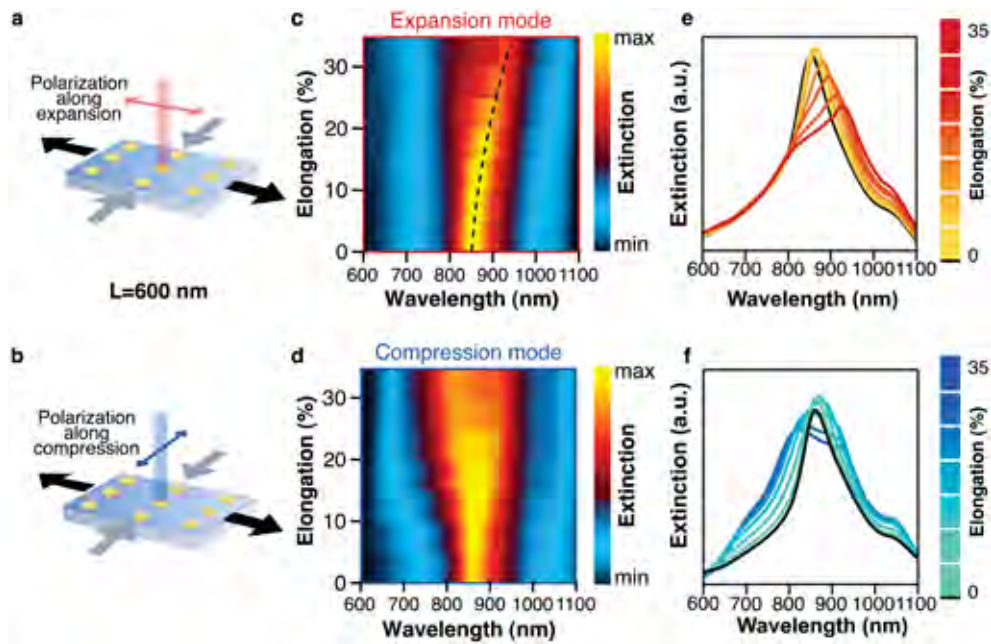 a
Polarization
along
expansion
L=600 nm
c
Expansion mode
Elongation (%)
30
20
10
0
600 700 800 900 1000 1100
Wavelength (nm)
max
Extinction
min
e
Extinction (a.u.)
600 700 800 900 1000 1100
Wavelength (nm)
35
Elongation (%)
0
b
Polarization
along
compression
d
Compression mode
Elongation (%)
30
20
10
0
600 700 800 900 1000 1100
Wavelength (nm)
max
Extinction
min
f
Extinction (a.u.)
600 700 800 900 1000 1100
Wavelength (nm)
35
Elongation (%)
0